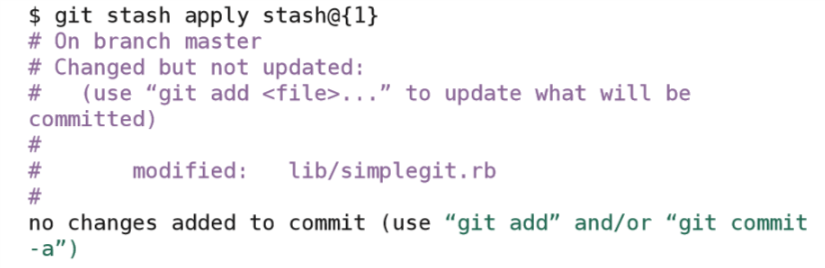 $ git stash apply stash@{1}
# On branch master
# Changed but not updated:
#   (use “git add <file>...” to update what will be
committed)
#
#       modified:   lib/simplegit.rb
#
no changes added to commit (use “git add” and/or “git commit
-a”)